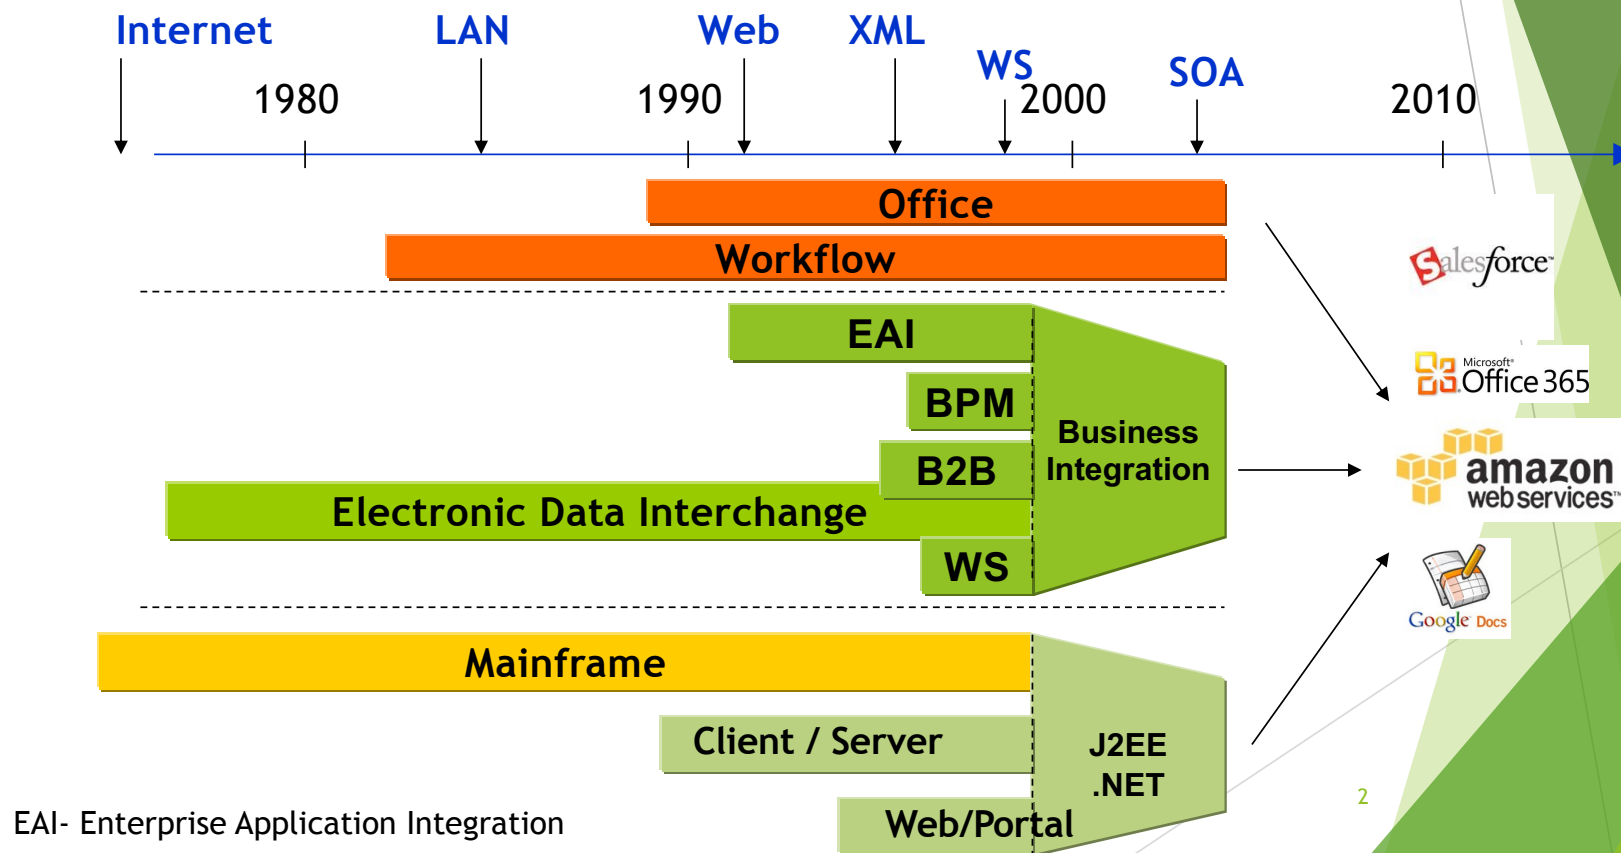 Internet
LAN
Web
XML
WS
SOA
1980
1990
2000
2010
Office
Workflow
salesforce
EAI
BPM
Business
Integration
B2B
Electronic Data Interchange
WS
Microsoft®
Office 365
amazon
web services™
Google Docs
Mainframe
Client / Server
J2EE
.NET
Web/Portal
EAI- Enterprise Application Integration
2